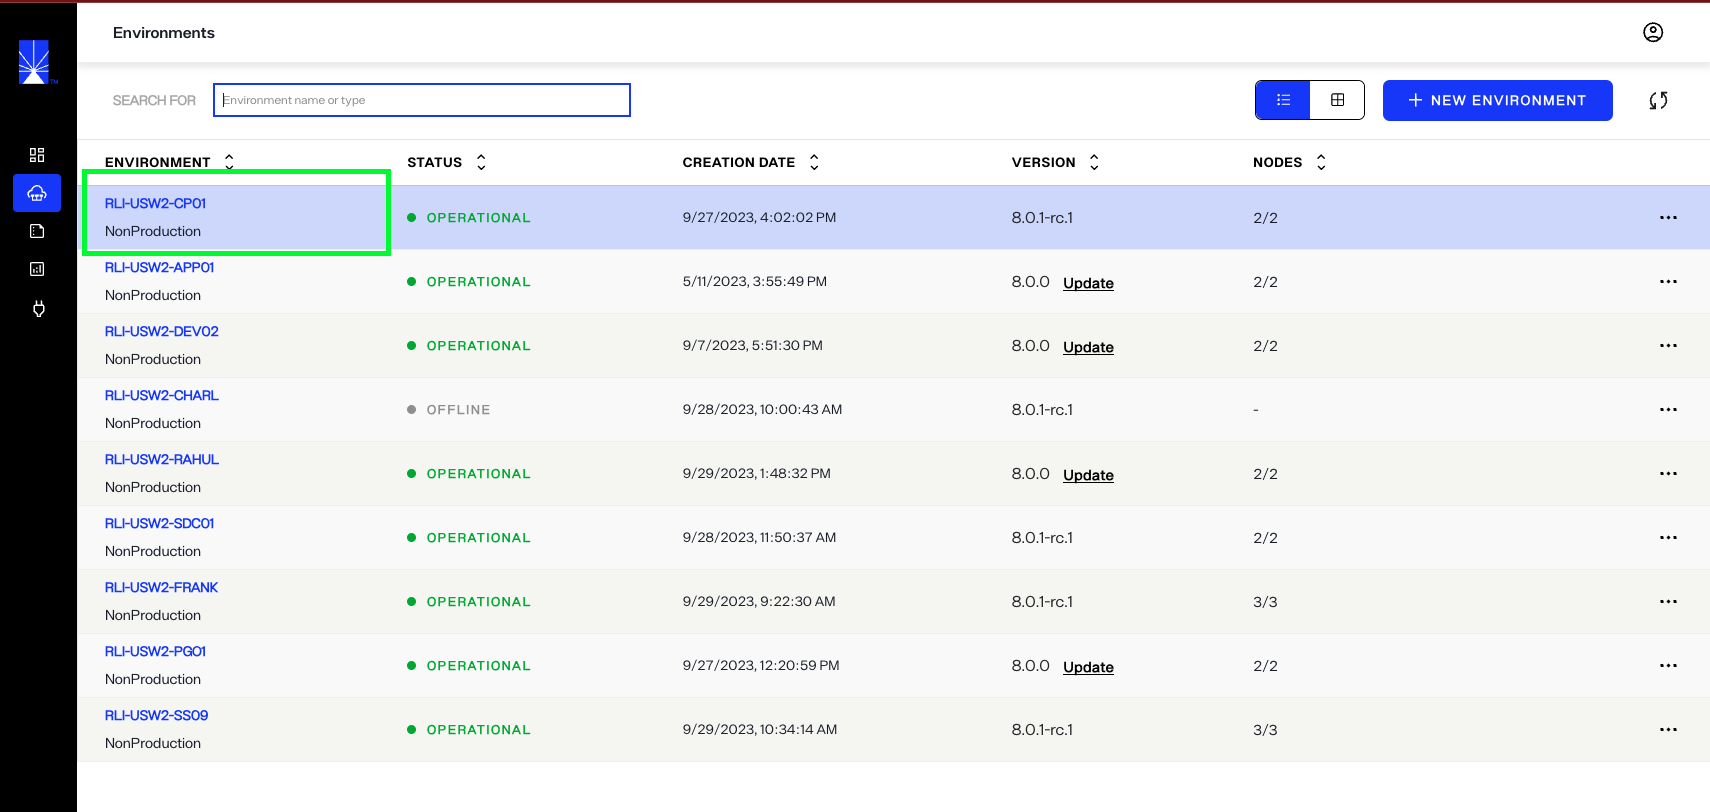 Environments
SEARCH FOR Environment name or type NEW ENVIRONMENT
ENVIRONMENT STATUS CREATION DATE VERSION NODES
RLI-USW2-CP01
NonProduction
OPERATIONAL 9/27/2023, 4:02:02 PM 8.0.1-rc.1 2/2
RLI-USW2-APP01
NonProduction
OPERATIONAL 5/11/2023, 3:55:49 PM 8.0.0 Update 2/2
RLI-USW2-DEV02
NonProduction
OPERATIONAL 9/7/2023, 5:51:30 PM 8.0.0 Update 2/2
RLI-USW2-CHARL
NonProduction
OFFLINE 9/28/2023, 10:00:43 AM 8.0.1-rc.1 -
RLI-USW2-RAHUL
NonProduction
OPERATIONAL 9/29/2023, 1:48:32 PM 8.0.0 Update 2/2
RLI-USW2-SDC01
NonProduction
OPERATIONAL 9/28/2023, 11:50:37 AM 8.0.1-rc.1 2/2
RLI-USW2-FRANK
NonProduction
OPERATIONAL 9/29/2023, 9:22:30 AM 8.0.1-rc.1 3/3
RLI-USW2-PG01
NonProduction
OPERATIONAL 9/27/2023, 12:20:59 PM 8.0.0 Update 2/2
RLI-USW2-SS09
NonProduction
OPERATIONAL 9/29/2023, 10:34:14 AM 8.0.1-rc.1 3/3